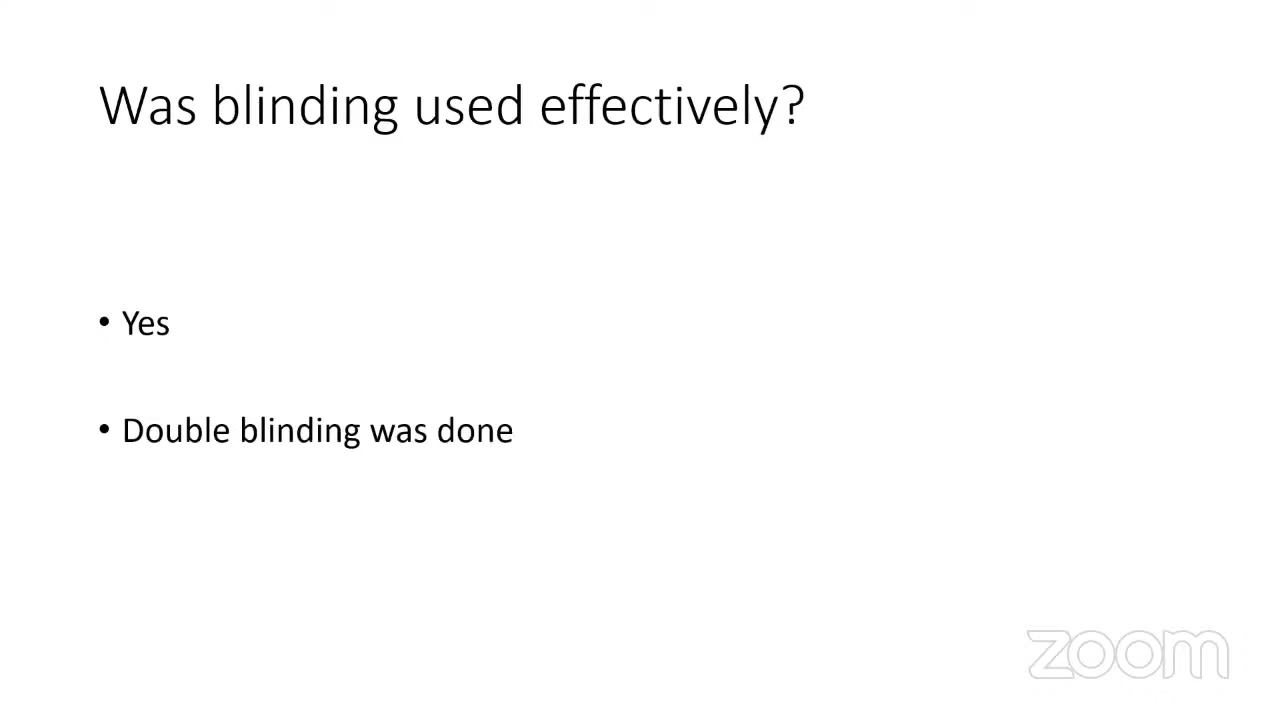 Was blinding used effectively?
• Yes
• Double blinding was done
zoom